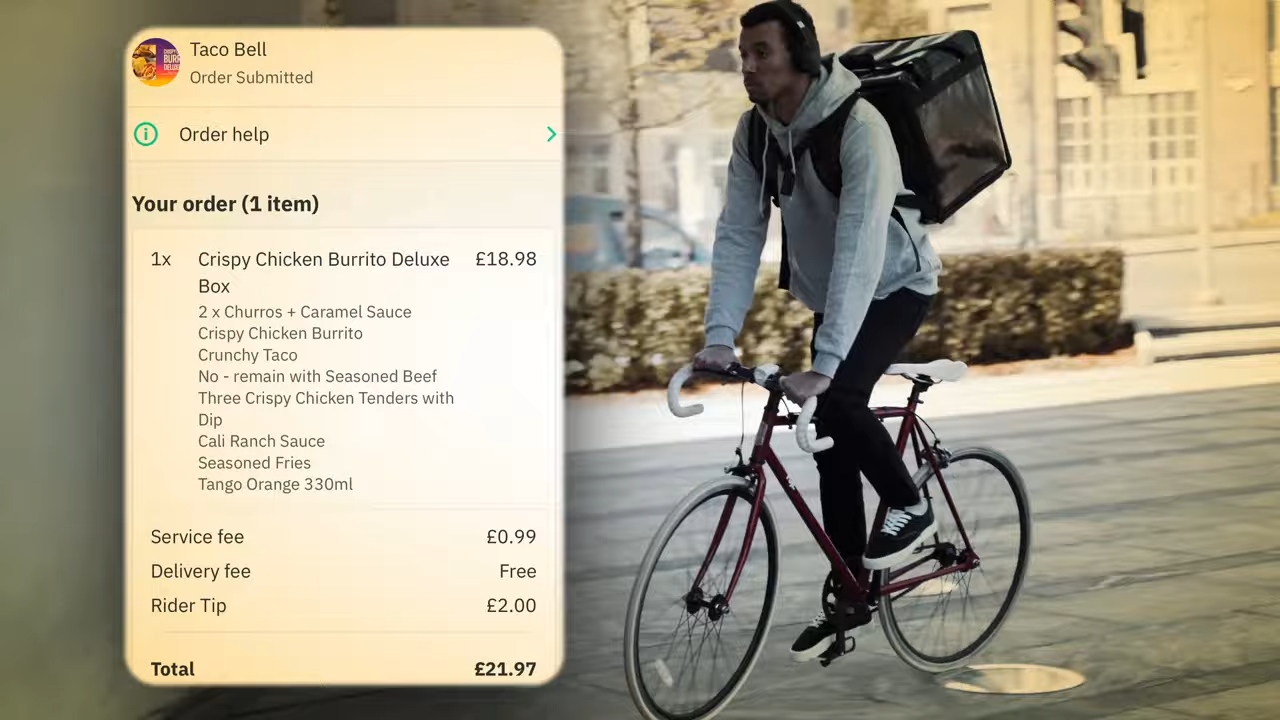 Taco Bell
Order Submitted
Order help
Your order (1 item)
1x Crispy Chicken Burrito Deluxe £18.98
Box
2 x Churros + Caramel Sauce
Crispy Chicken Burrito
Crunchy Taco
No - remain with Seasoned Beef
Three Crispy Chicken Tenders with
Dip
Cali Ranch Sauce
Seasoned Fries
Tango Orange 330ml
Service fee £0.99
Delivery fee Free
Rider Tip £2.00
Total £21.97